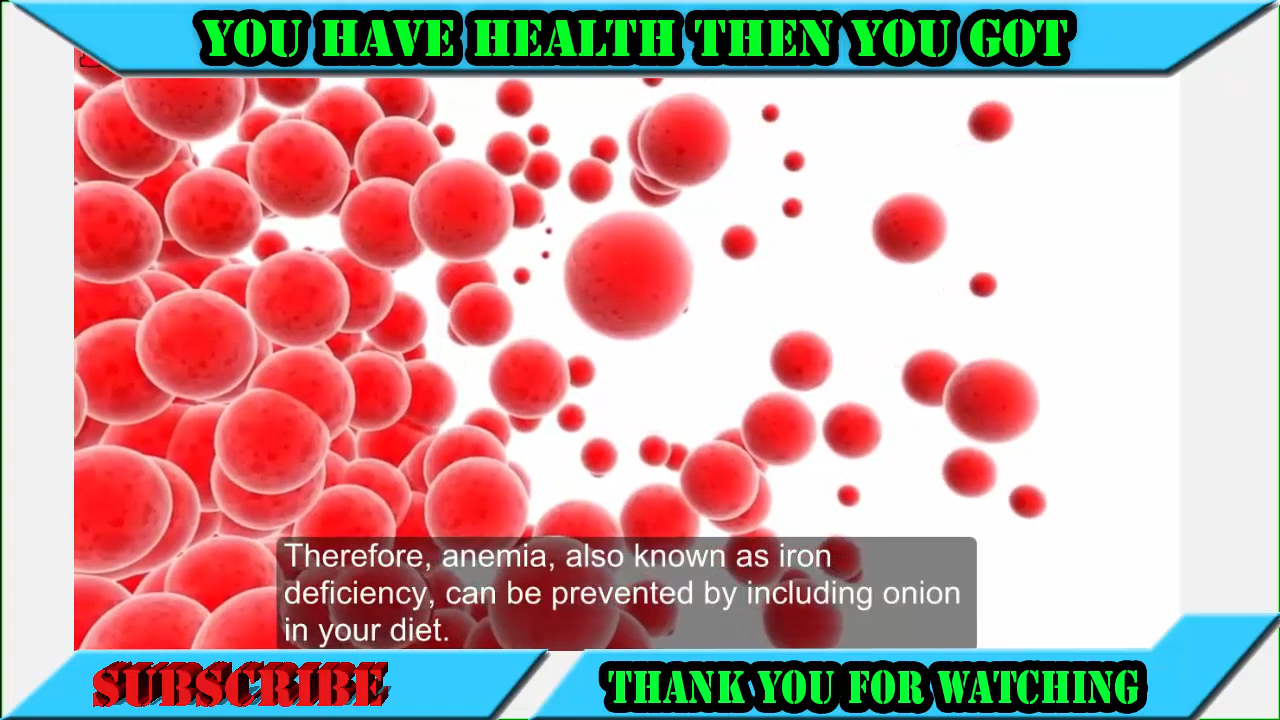 YOU HAVE HEALTH THEN YOU GOT
Therefore, anemia, also known as iron
deficiency, can be prevented by including onion
in your diet.
SUBSCRIBE
THANK YOU FOR WATCHING